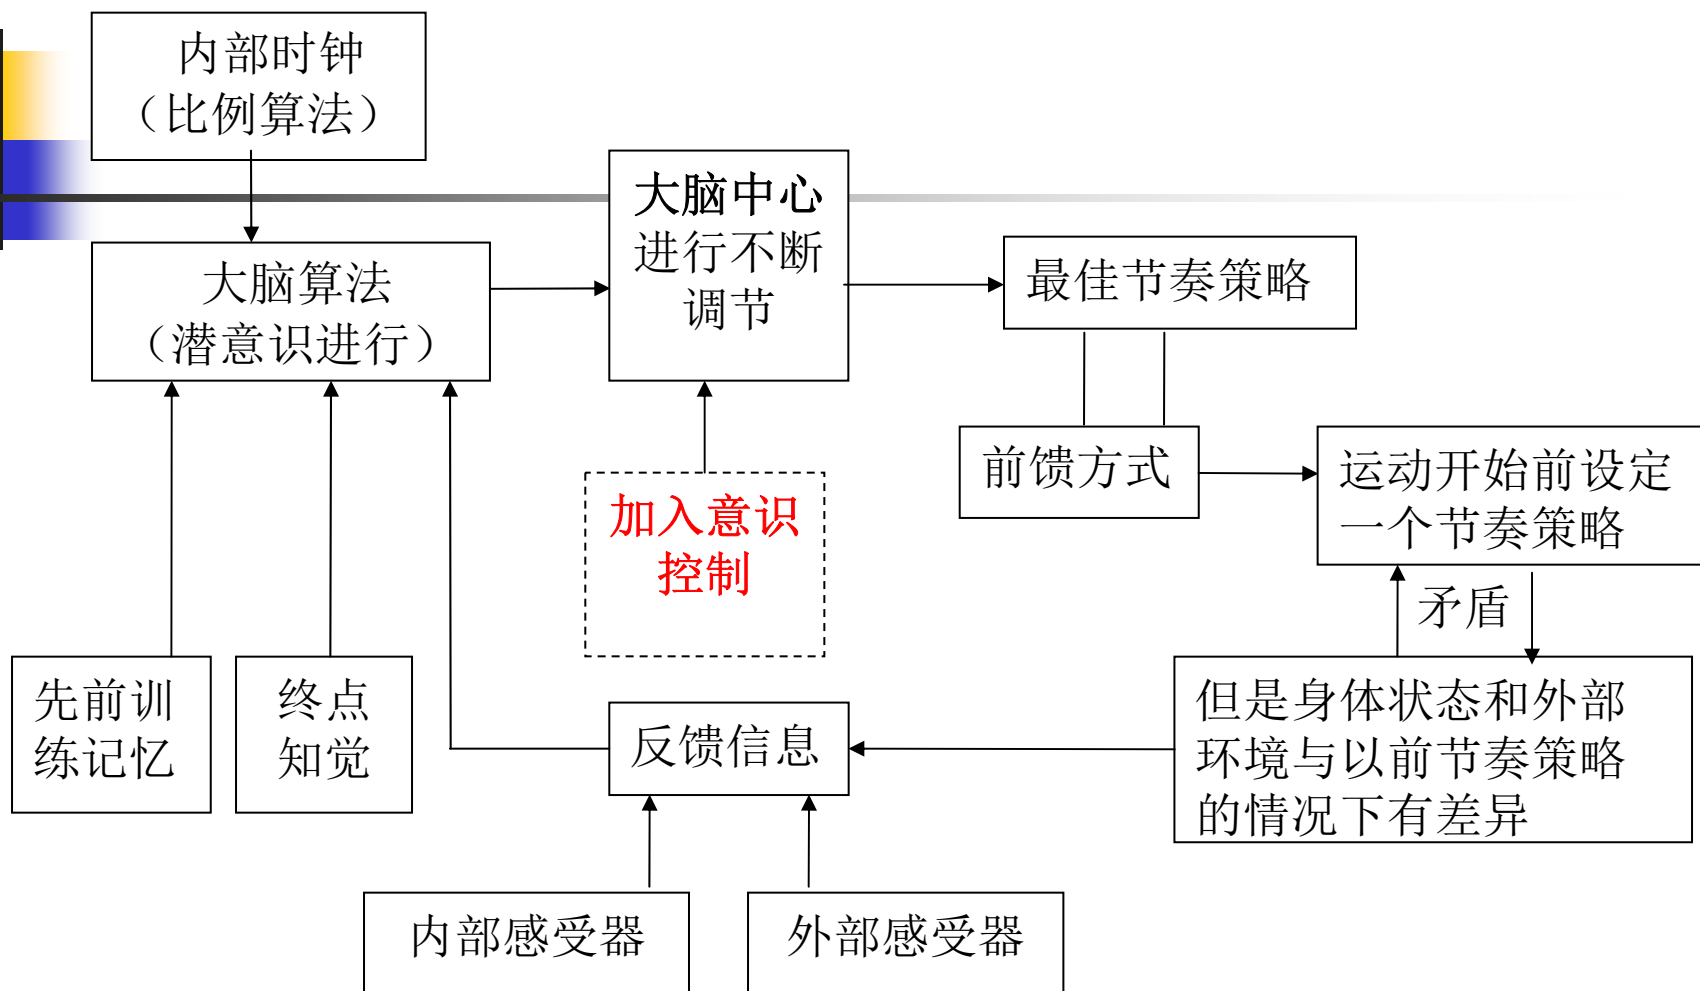 内部时钟
（比例算法）
大脑中心
进行不断
调节
大脑算法
（潜意识进行）
最佳节奏策略
前馈方式
运动开始前设定
一个节奏策略
加入意识
控制
矛盾
先前训
练记忆
终点
知觉
反馈信息
但是身体状态和外部
环境与以前节奏策略
的情况下有差异
内部感受器
外部感受器